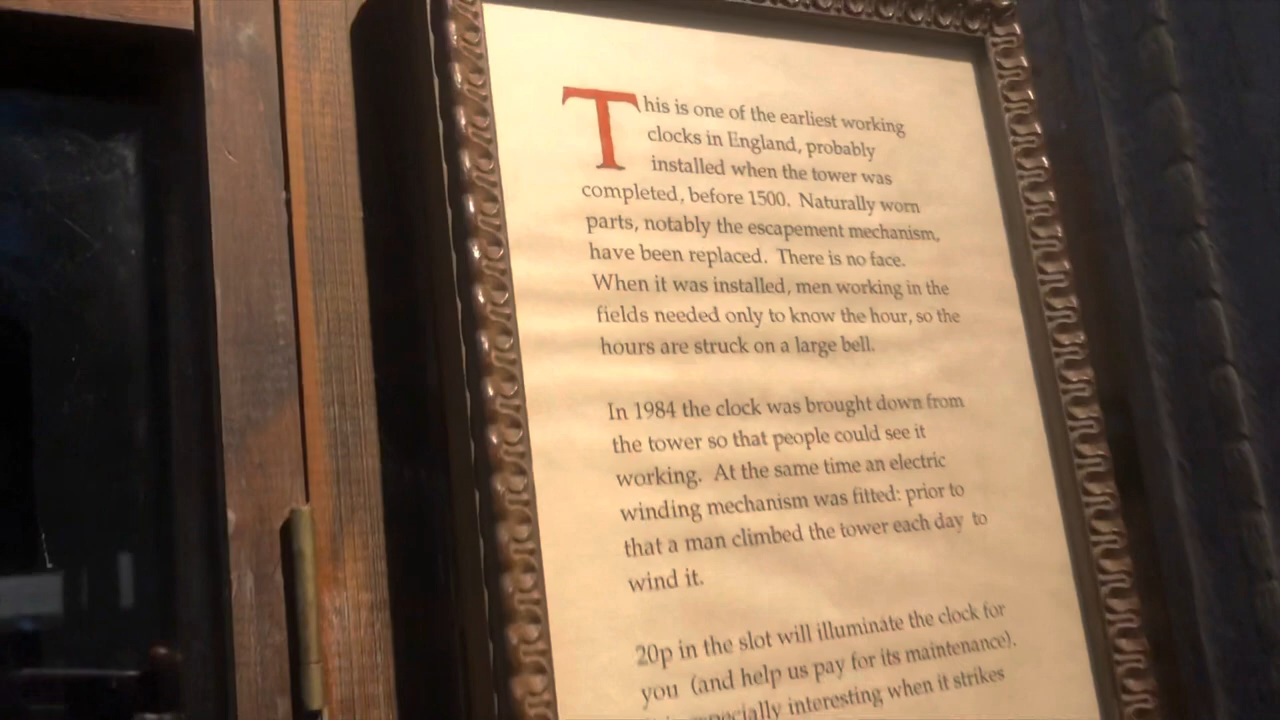 This is one of the earliest working
clocks in England, probably
installed when the tower was
completed, before 1500. Naturally worn
parts, notably the escapement mechanism,
have been replaced. There is no face.
When it was installed, men working in the
fields needed only to know the hour, so the
hours are struck on a large bell.
In 1984 the clock was brought down from
the tower so that people could see it
working. At the same time an electric
winding mechanism was fitted: prior to
that a man climbed the tower each day to
wind it.
20p in the slot will illuminate the clock for
you (and help us pay for its maintenance).
interesting when it strikes